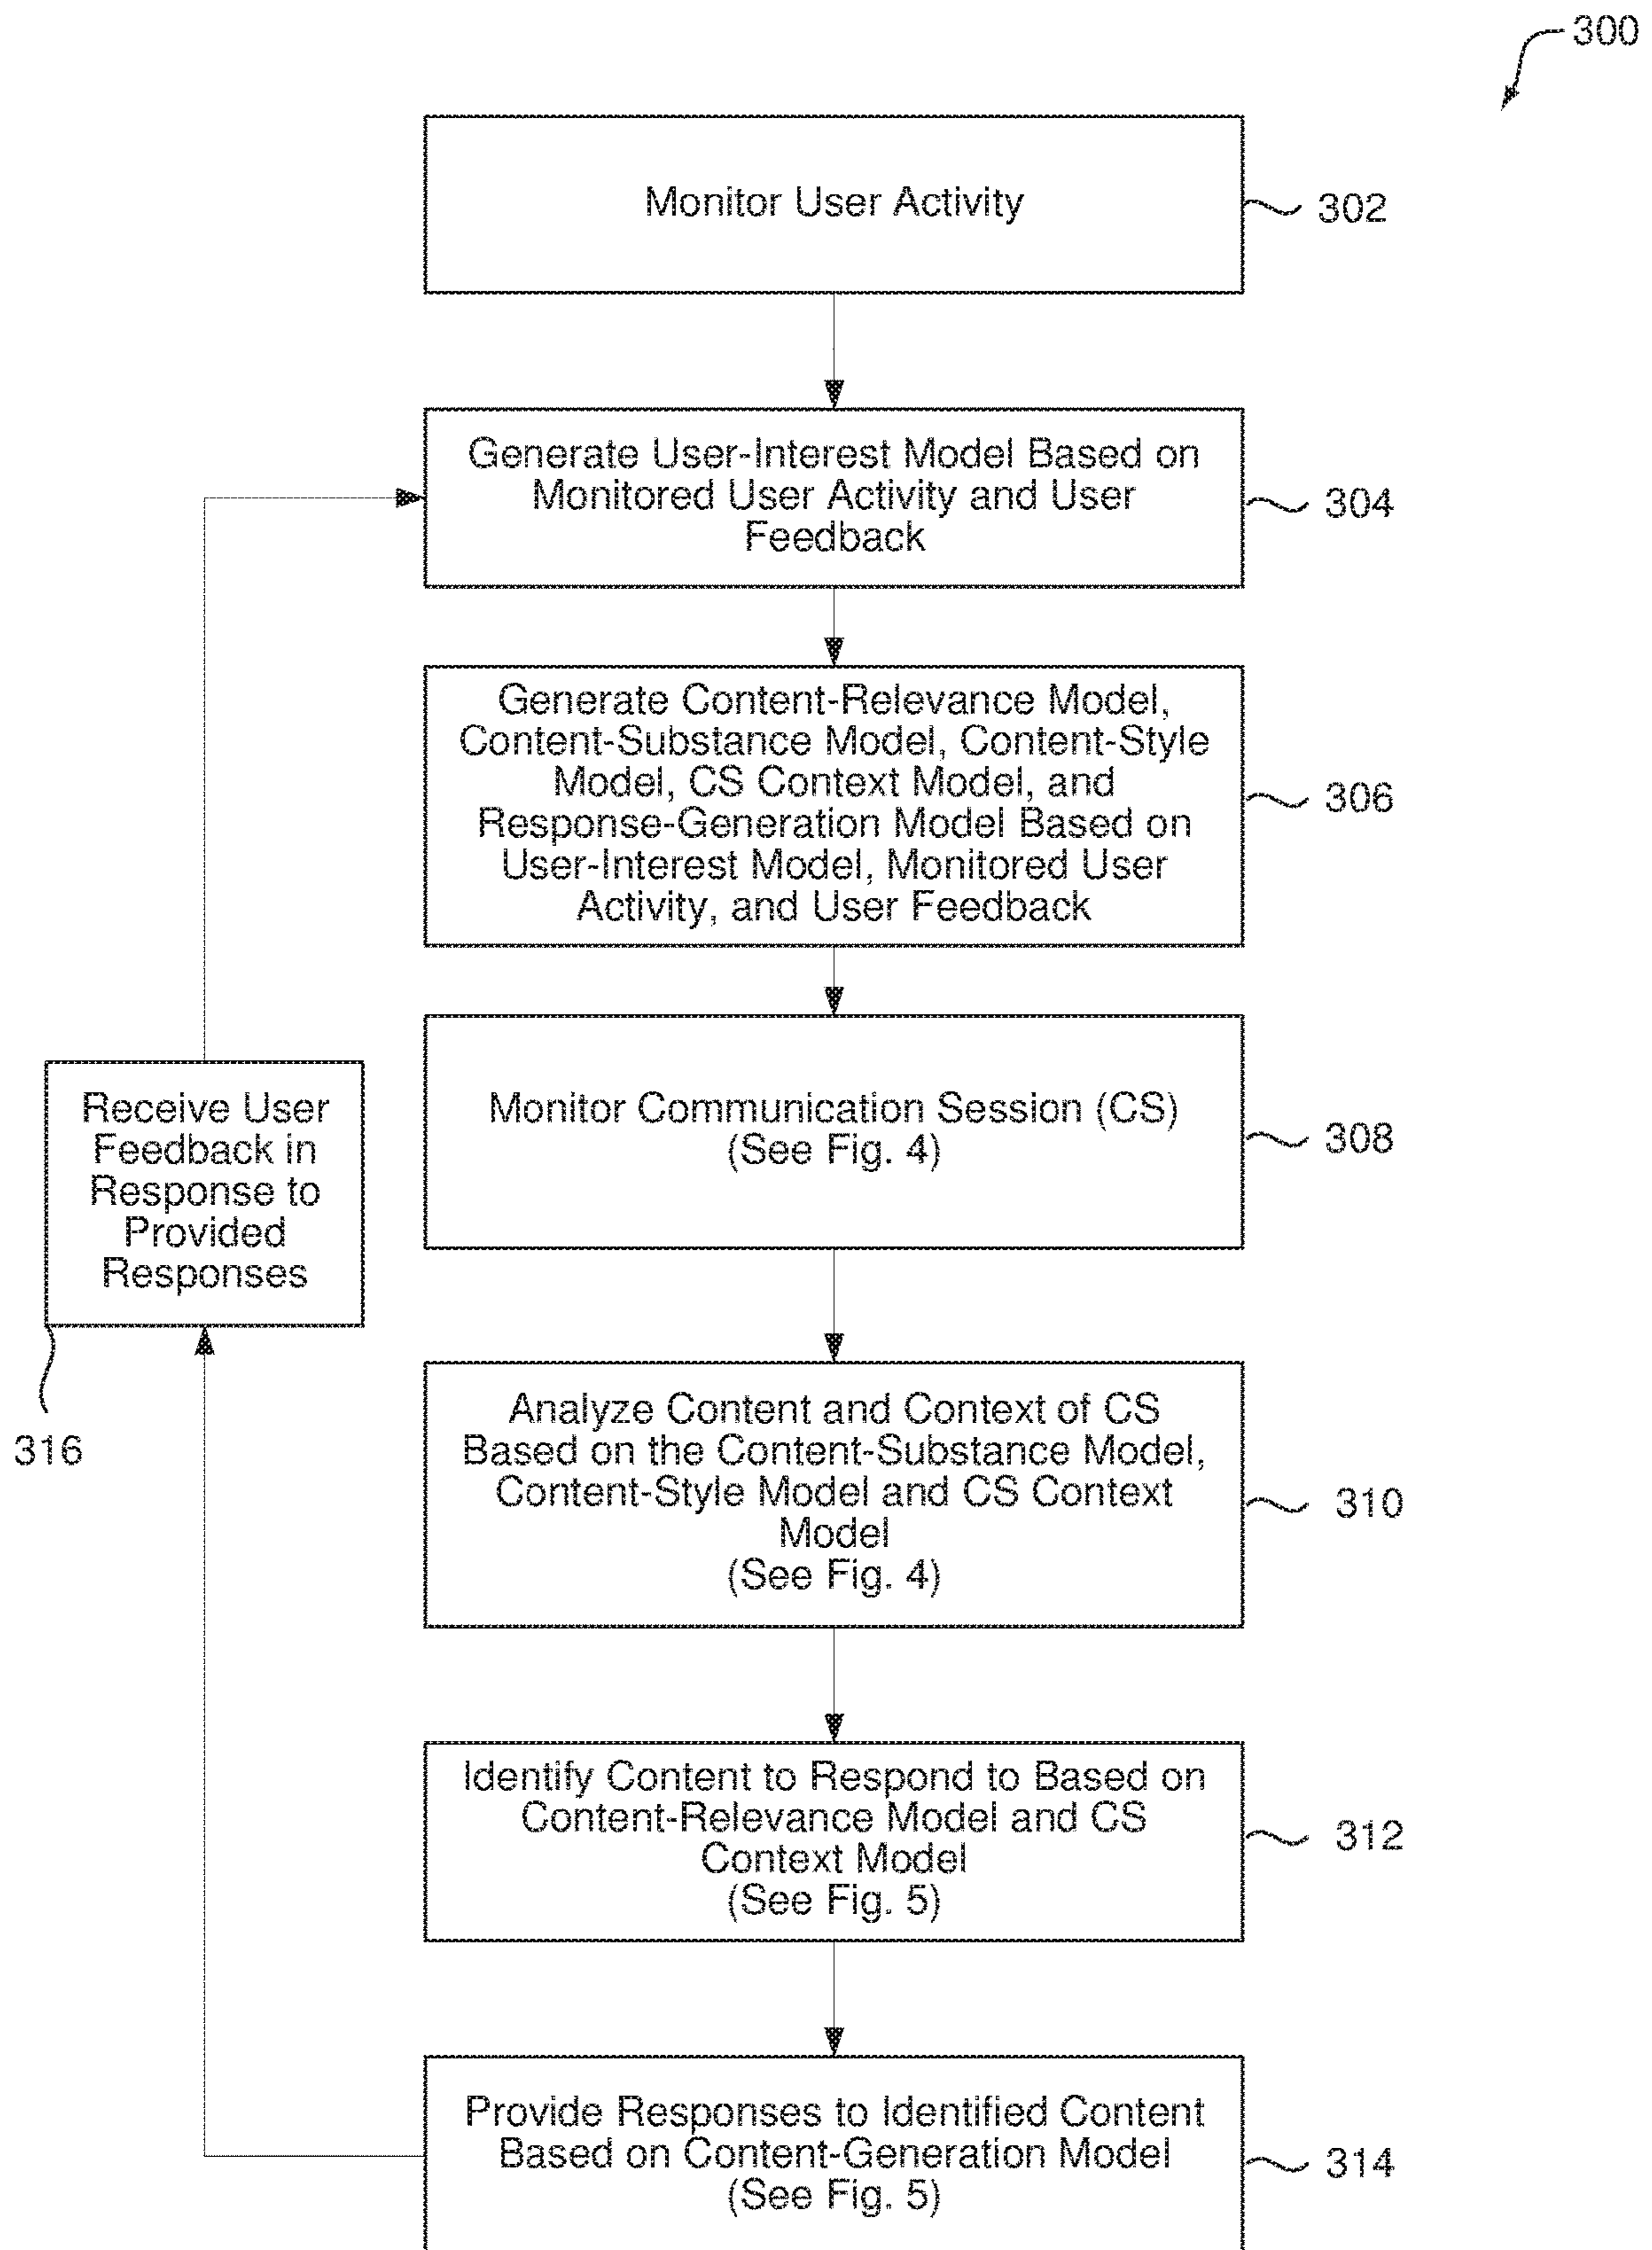 300
Monitor User Activity
302
Generate User-Interest Model Based on
Monitored User Activity and User
Feedback
304
Generate Content-Relevance Model,
Content-Substance Model, Content-Style
Model, CS Context Model, and
Response-Generation Model Based on
User-Interest Model, Monitored User
Activity, and User Feedback
306
Monitor Communication Session (CS)
(See Fig. 4)
308
Receive User
Feedback in
Response to
Provided
Responses
316
Analyze Content and Context of CS
Based on the Content-Substance Model,
Content-Style Model and CS Context
Model
(See Fig. 4)
310
Identify Content to Respond to Based on
Content-Relevance Model and CS
Context Model
(See Fig. 5)
312
Provide Responses to Identified Content
Based on Content-Generation Model
(See Fig. 5)
314